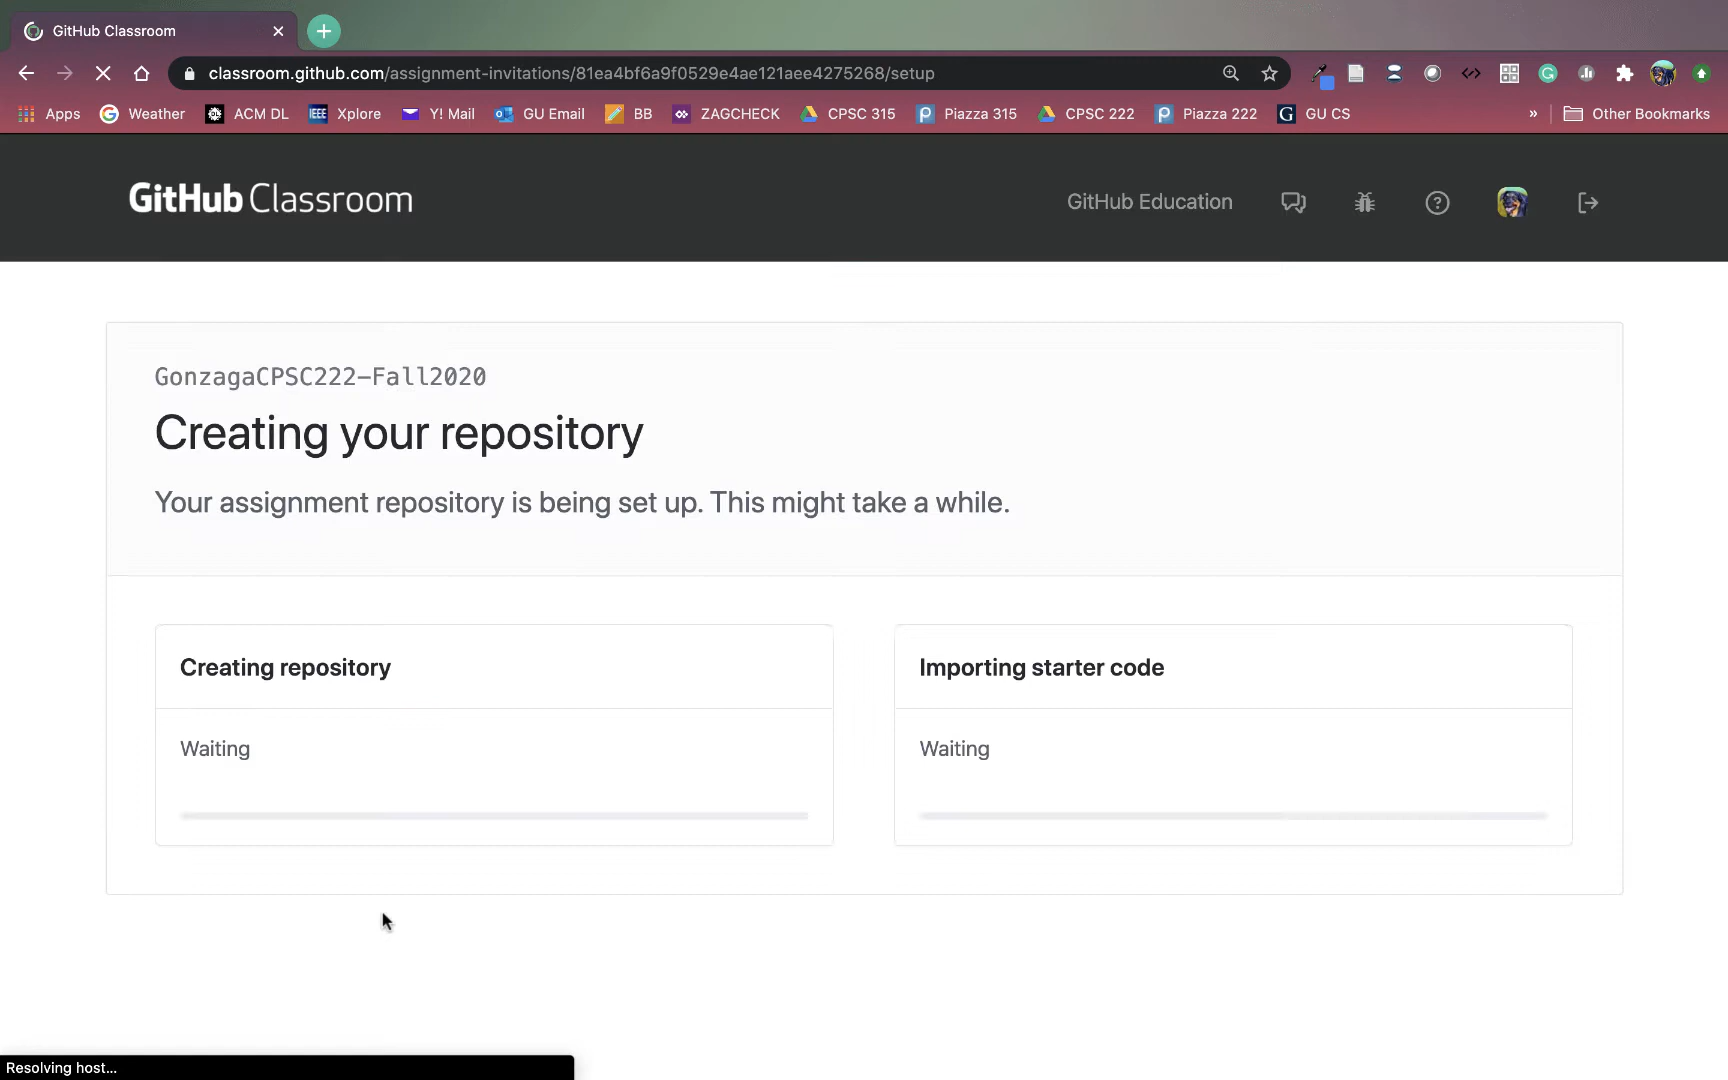 GitHub Classroom
classroom.github.com/assignment-invitations/81ea4bf6a9f0529e4ae121aee4275268/setup
Apps Weather ACM DL IEEE Xplore Y! Mail GU Email BB ZAGCHECK CPSC 315 Piazza 315 CPSC 222 Piazza 222 GU CS » Other Bookmarks
GitHub Classroom GitHub Education
GonzagaCPSC222-Fall2020
Creating your repository
Your assignment repository is being set up. This might take a while.
Creating repository
Waiting
Importing starter code
Waiting
Resolving host...